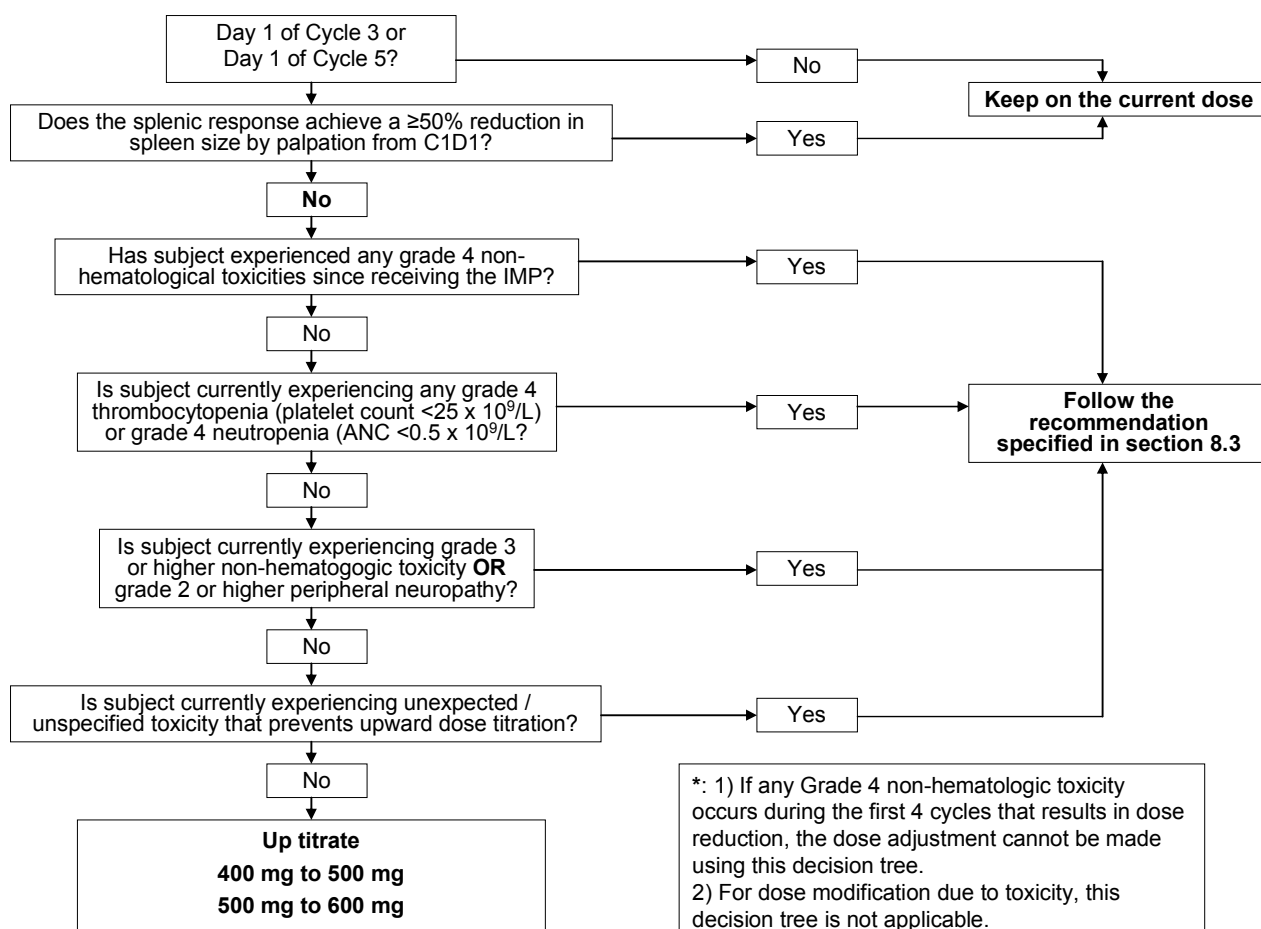 Day 1 of Cycle 3 or
Day 1 of Cycle 5?
No
Keep on the current dose
Does the splenic response achieve a ≥50% reduction in
spleen size by palpation from C1D1?
Yes
No
Has subject experienced any grade 4 non-
hematological toxicities since receiving the IMP?
Yes
No
Is subject currently experiencing any grade 4
thrombocytopenia (platelet count <25 x 10⁹/L)
or grade 4 neutropenia (ANC <0.5 x 10⁹/L?
Yes
Follow the
recommendation
specified in section 8.3
No
Is subject currently experiencing grade 3
or higher non-hematogogic toxicity OR
grade 2 or higher peripheral neuropathy?
Yes
No
Is subject currently experiencing unexpected /
unspecified toxicity that prevents upward dose titration?
Yes
No
Up titrate
400 mg to 500 mg
500 mg to 600 mg
*: 1) If any Grade 4 non-hematologic toxicity
occurs during the first 4 cycles that results in dose
reduction, the dose adjustment cannot be made
using this decision tree.
2) For dose modification due to toxicity, this
decision tree is not applicable.